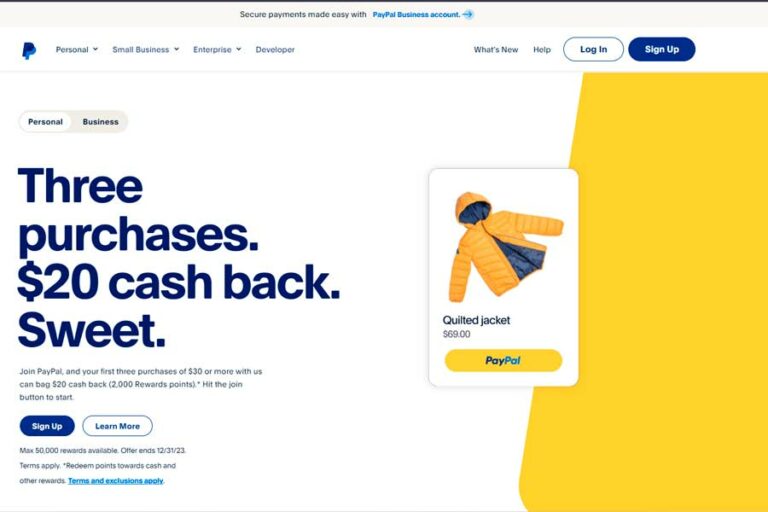 Secure payments made easy with PayPal Business account.
Personal Small Business Enterprise Developer What's New Help Log In Sign Up
Personal Business
Three
purchases.
$20 cash back.
Sweet.
Join PayPal, and your first three purchases of $30 or more with us
can bag $20 cash back (2,000 Rewards points).* Hit the join
button to start.
Sign Up Learn More
Max 50,000 rewards available. Offer ends 12/31/23.
Terms apply. *Redeem points towards cash and
other rewards. Terms and exclusions apply.
Quilted jacket
$69.00
PayPal